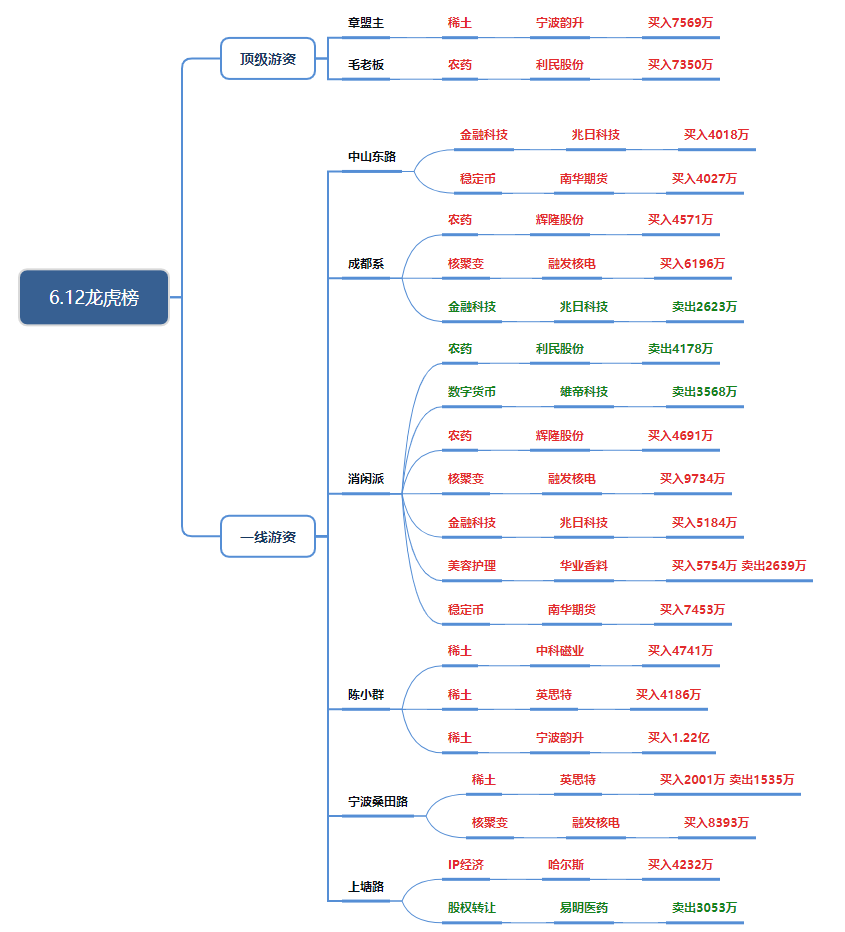 6.12龙虎榜
顶级游资
章盟主 稀土 宁波韵升 买入7569万
毛老板 农药 利民股份 买入7350万
一线游资
中山东路
金融科技 兆日科技 买入4018万
稳定币 南华期货 买入4027万
成都系
农药 辉隆股份 买入4571万
核聚变 融发核电 买入6196万
金融科技 兆日科技 卖出2623万
消闲派
农药 利民股份 卖出4178万
数字货币 雄帝科技 卖出3568万
农药 辉隆股份 买入4691万
核聚变 融发核电 买入9734万
金融科技 兆日科技 买入5184万
美容护理 华业香料 买入5754万 卖出2639万
稳定币 南华期货 买入7453万
陈小群
稀土 中科磁业 买入4741万
稀土 英思特 买入4186万
稀土 宁波韵升 买入1.22亿
宁波桑田路
稀土 英思特 买入2001万 卖出1535万
核聚变 融发核电 买入8393万
上塘路
IP经济 哈尔斯 买入4232万
股权转让 易明医药 卖出3053万